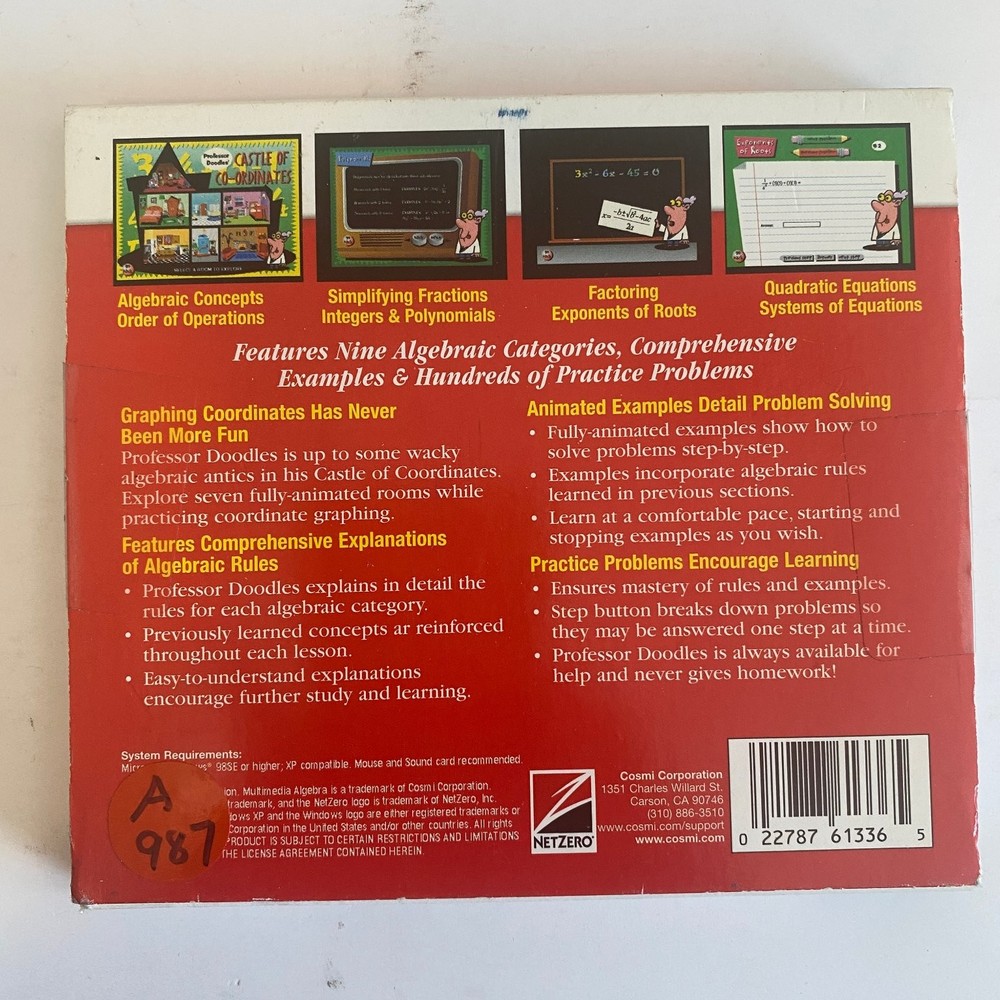 Professor
Doodles'
CASTLE OF
CO-ORDINATES
3x² - 6x - 45 = 0
2a
Exponents
of Roots
Algebraic Concepts
Order of Operations
Simplifying Fractions
Integers & Polynomials
Factoring
Exponents of Roots
Quadratic Equations
Systems of Equations
Features Nine Algebraic Categories, Comprehensive
Examples & Hundreds of Practice Problems
Graphing Coordinates Has Never
Been More Fun
Professor Doodles is up to some wacky
algebraic antics in his Castle of Coordinates.
Explore seven fully-animated rooms while
practicing coordinate graphing.
Features Comprehensive Explanations
of Algebraic Rules
• Professor Doodles explains in detail the
rules for each algebraic category.
• Previously learned concepts ar reinforced
throughout each lesson.
• Easy-to-understand explanations
encourage further study and learning.
Animated Examples Detail Problem Solving
• Fully-animated examples show how to
solve problems step-by-step.
• Examples incorporate algebraic rules
learned in previous sections.
• Learn at a comfortable pace, starting and
stopping examples as you wish.
Practice Problems Encourage Learning
• Ensures mastery of rules and examples.
• Step button breaks down problems so
they may be answered one step at a time.
• Professor Doodles is always available for
help and never gives homework!
System Requirements:
98SE or higher; XP compatible. Mouse and Sound card recommended.
Multimedia Algebra is a trademark of Cosmi Corporation.
trademark, and the NetZero logo is trademark of NetZero, Inc.
XP and the Windows logo are either registered trademarks or
Corporation in the United States and/or other countries. All rights
PRODUCT IS SUBJECT TO CERTAIN RESTRICTIONS AND LIMITATIONS
THE LICENSE AGREEMENT CONTAINED HEREIN.
A
987
NETZERO
Cosmi Corporation
1351 Charles Willard St.
Carson, CA 90746
(310) 886-3510
www.cosmi.com/support
www.cosmi.com
0 22787 61336 5